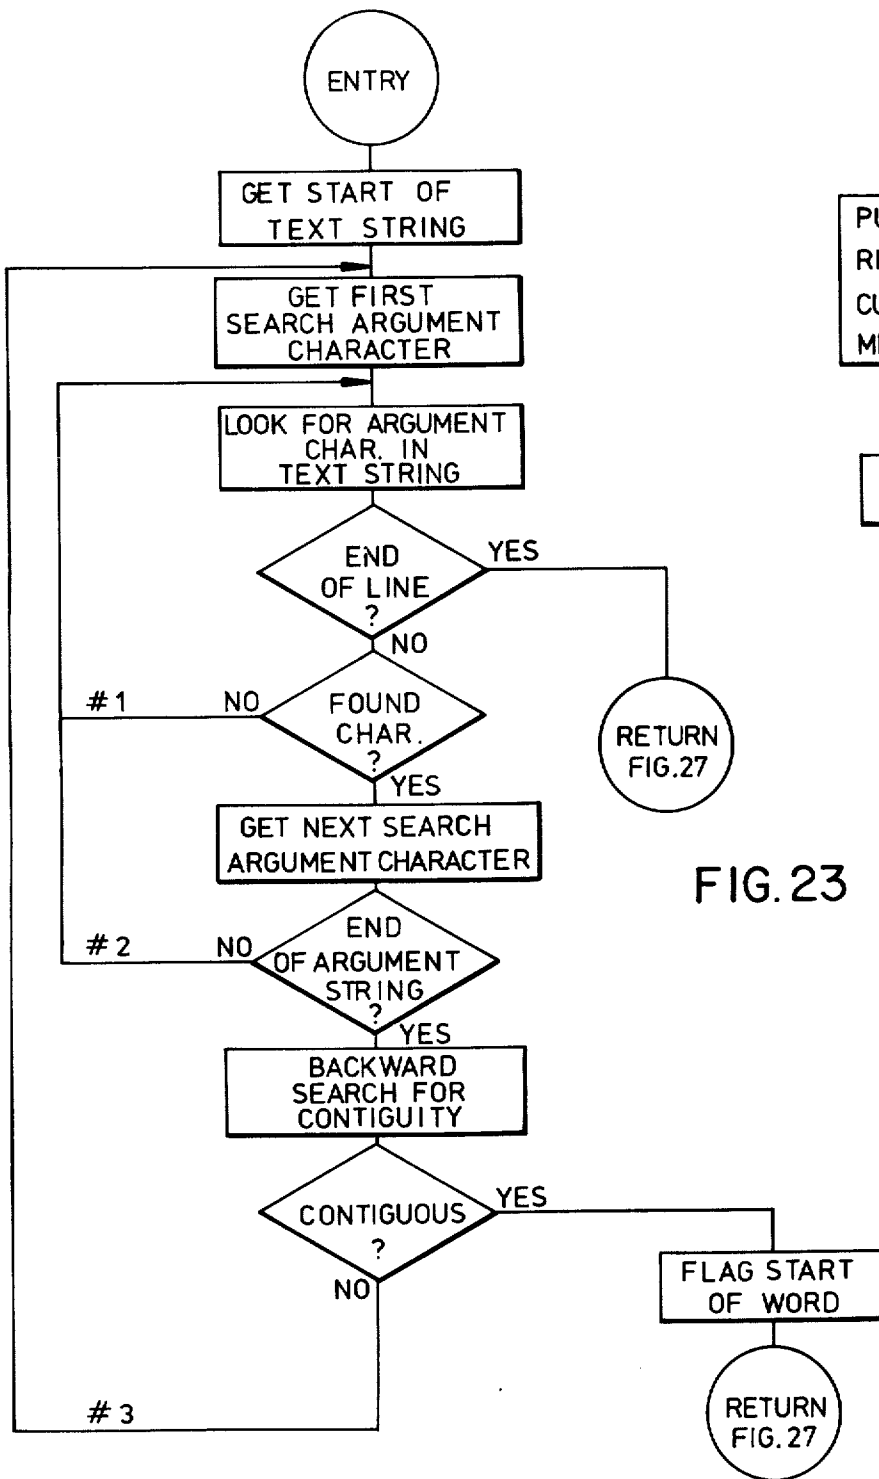 ENTRY
GET START OF
TEXT STRING
GET FIRST
SEARCH ARGUMENT
CHARACTER
LOOK FOR ARGUMENT
CHAR. IN
TEXT STRING
END
OF LINE
?
YES
NO
RETURN
FIG.27
#1
NO
FOUND
CHAR.
?
YES
GET NEXT SEARCH
ARGUMENT CHARACTER
FIG.23
#2
NO
END
OF ARGUMENT
STRING
?
YES
BACKWARD
SEARCH FOR
CONTIGUITY
CONTIGUOUS
?
YES
NO
FLAG START
OF WORD
RETURN
FIG.27
#3